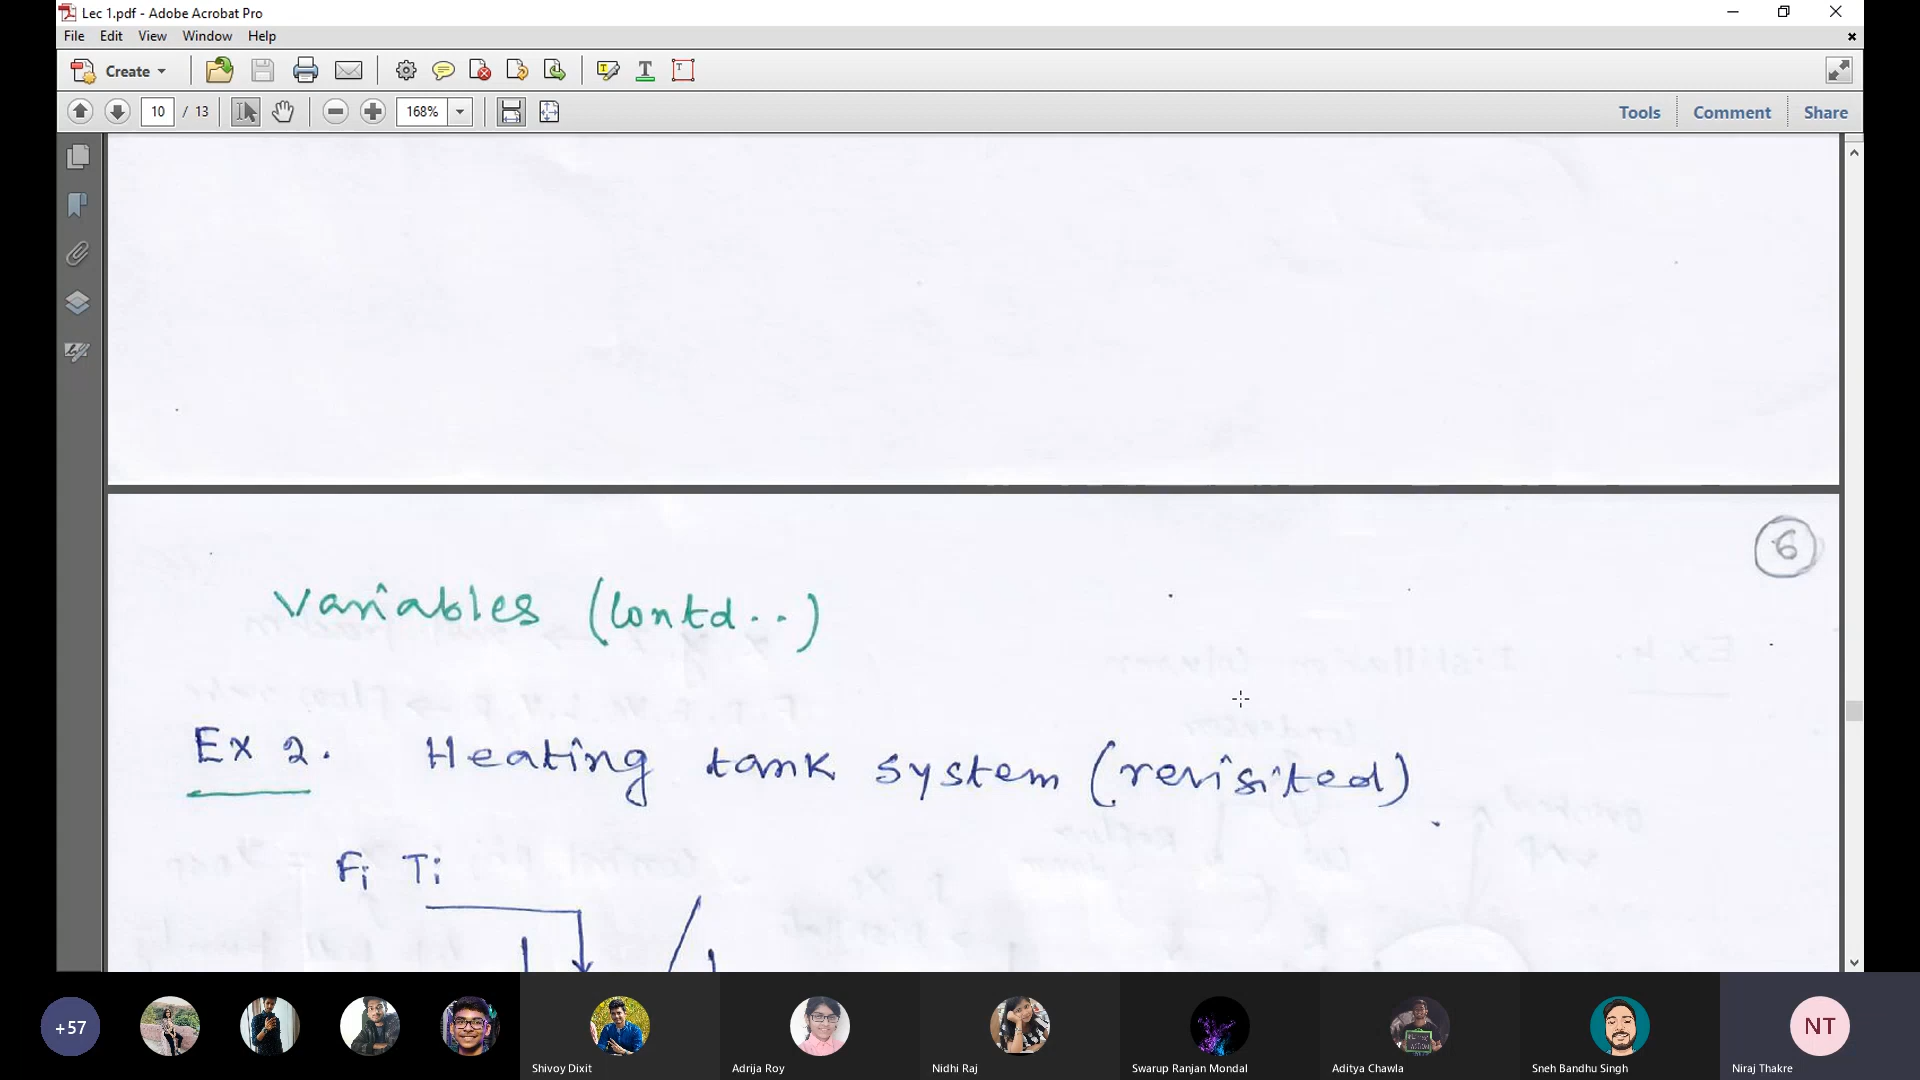 Lec 1.pdf - Adobe Acrobat Pro
File Edit View Window Help
Create
10 / 13 168% Tools Comment Share
6
Variables (Contd..)
Ex 2. Heating tank system (revisited).
Fi Ti
+57
NT
Shivoy Dixit Adrija Roy Nidhi Raj Swarup Ranjan Mondal Aditya Chawla Sneh Bandhu Singh Niraj Thakre